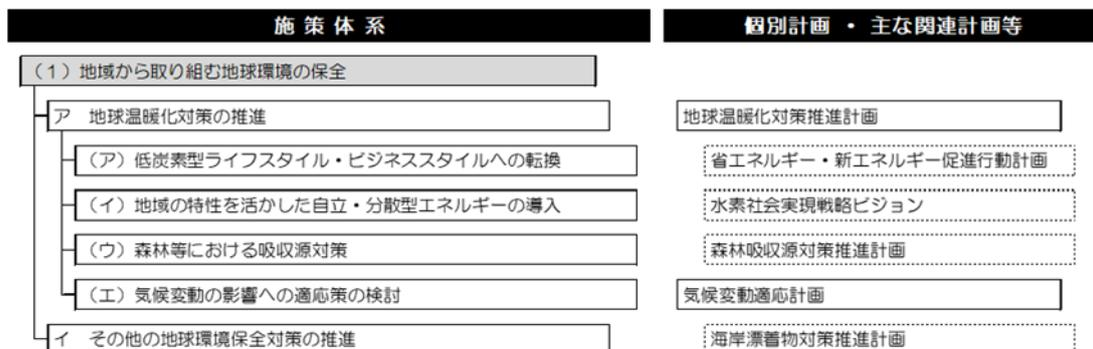 施策体系
個別計画 ・ 主な関連計画等
（１）地域から取り組む地球環境の保全
ア 地球温暖化対策の推進
地球温暖化対策推進計画
（ア）低炭素型ライフスタイル・ビジネススタイルへの転換
省エネルギー・新エネルギー促進行動計画
（イ）地域の特性を活かした自立・分散型エネルギーの導入
水素社会実現戦略ビジョン
（ウ）森林等における吸収源対策
森林吸収源対策推進計画
（エ）気候変動の影響への適応策の検討
気候変動適応計画
イ その他の地球環境保全対策の推進
海岸漂着物対策推進計画